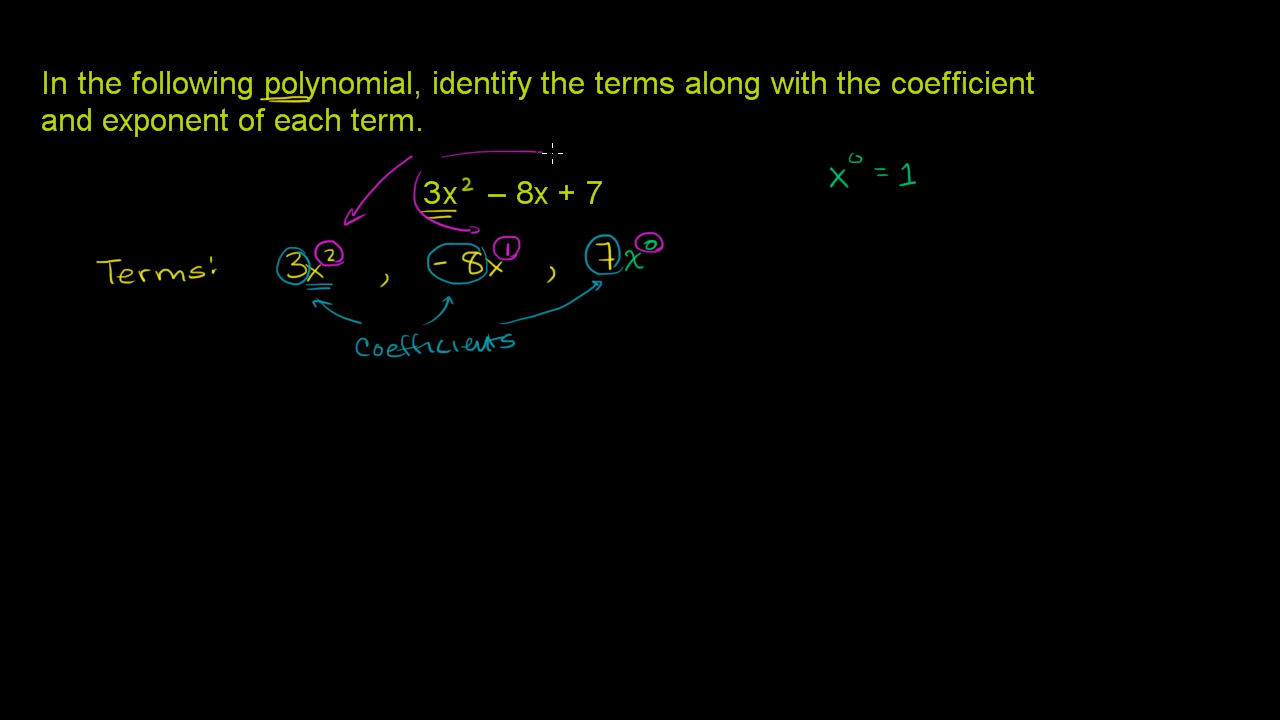 In the following polynomial, identify the terms along with the coefficient
and exponent of each term.
x⁰ = 1
3x² – 8x + 7
Terms: 3x² , -8x¹ , 7x⁰
Coefficients